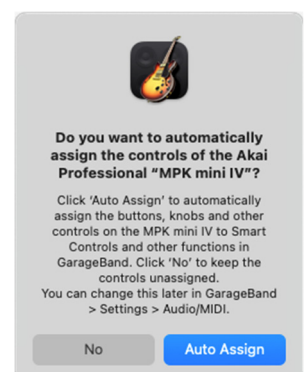 Do you want to automatically
assign the controls of the Akai
Professional “MPK mini IV”?
Click ‘Auto Assign’ to automatically
assign the buttons, knobs and other
controls on the MPK mini IV to Smart
Controls and other functions in
GarageBand. Click ‘No’ to keep the
controls unassigned.
You can change this later in GarageBand
> Settings > Audio/MIDI.
No
Auto Assign